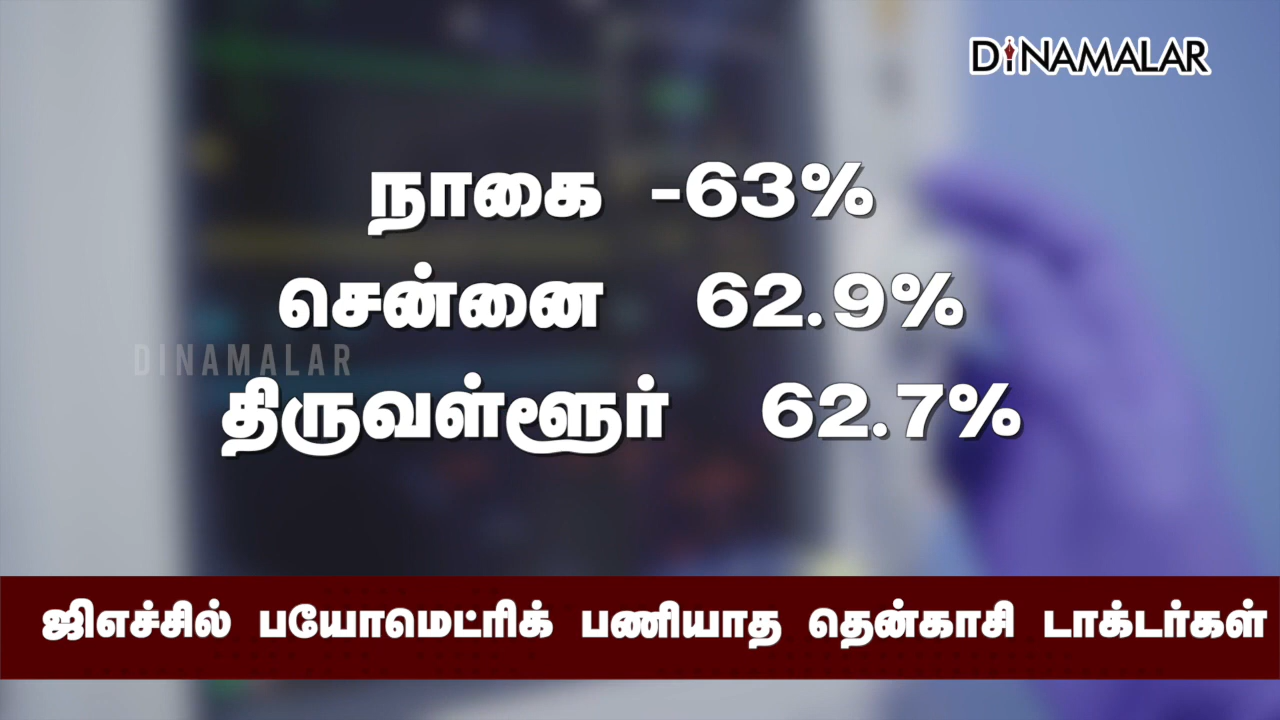 DINAMALAR
நாகை -63%
சென்னை 62.9%
DINAMALAR
திருவள்ளூர் 62.7%
ஜிஎச்சில் பயோமெட்ரிக் பணியாத தென்காசி டாக்டர்கள்